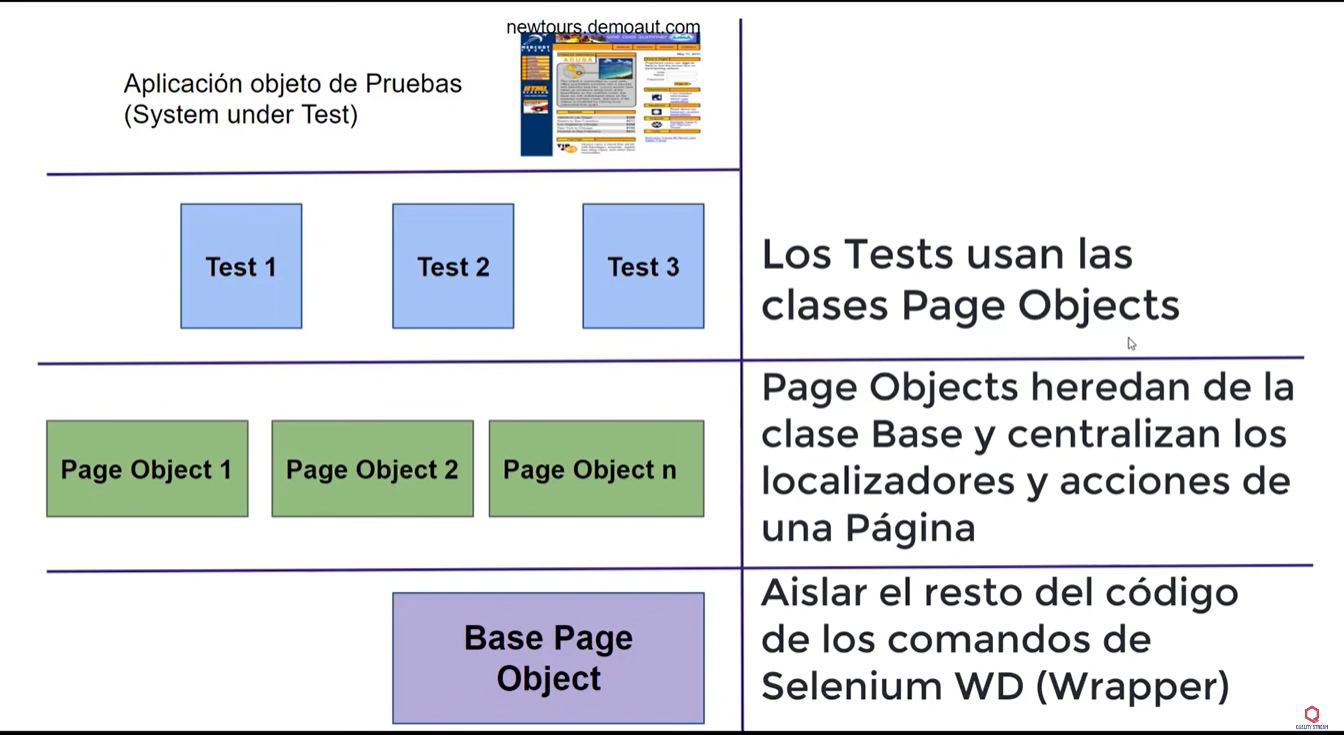 newtours.demoaut.com
Aplicación objeto de Pruebas
(System under Test)
Test 1
Test 2
Test 3
Los Tests usan las
clases Page Objects
Page Object 1
Page Object 2
Page Object n
Page Objects heredan de la
clase Base y centralizan los
localizadores y acciones de
una Página
Base Page
Object
Aislar el resto del código
de los comandos de
Selenium WD (Wrapper)
QUALITY STREAM